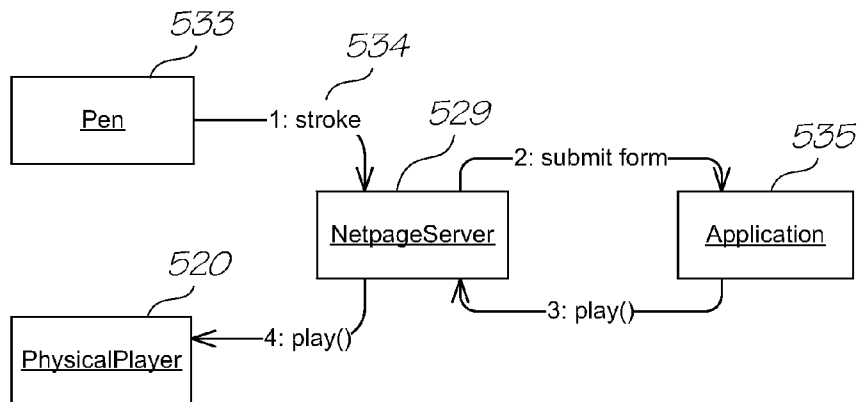 533
534
Pen
1: stroke
529
2: submit form
535
NetpageServer
Application
520
3: play()
4: play()
PhysicalPlayer